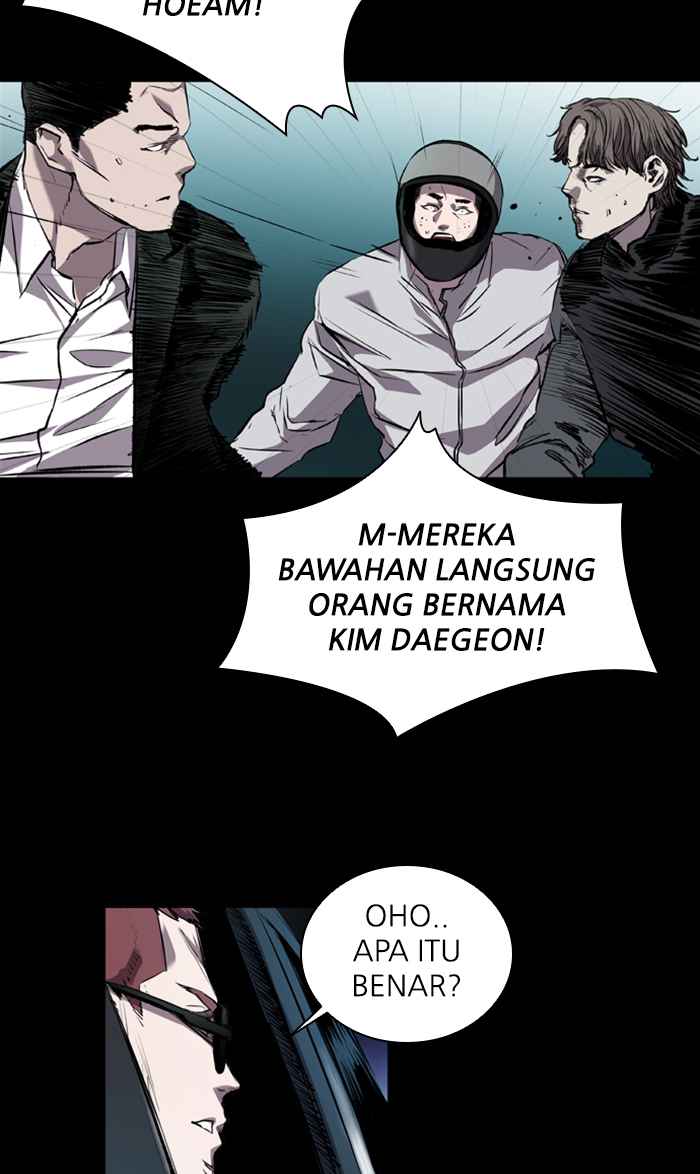 HOEAM!
M-MEREKA
BAWAHAN LANGSUNG
ORANG BERNAMA
KIM DAEGEON!
OHO..
APA ITU
BENAR?